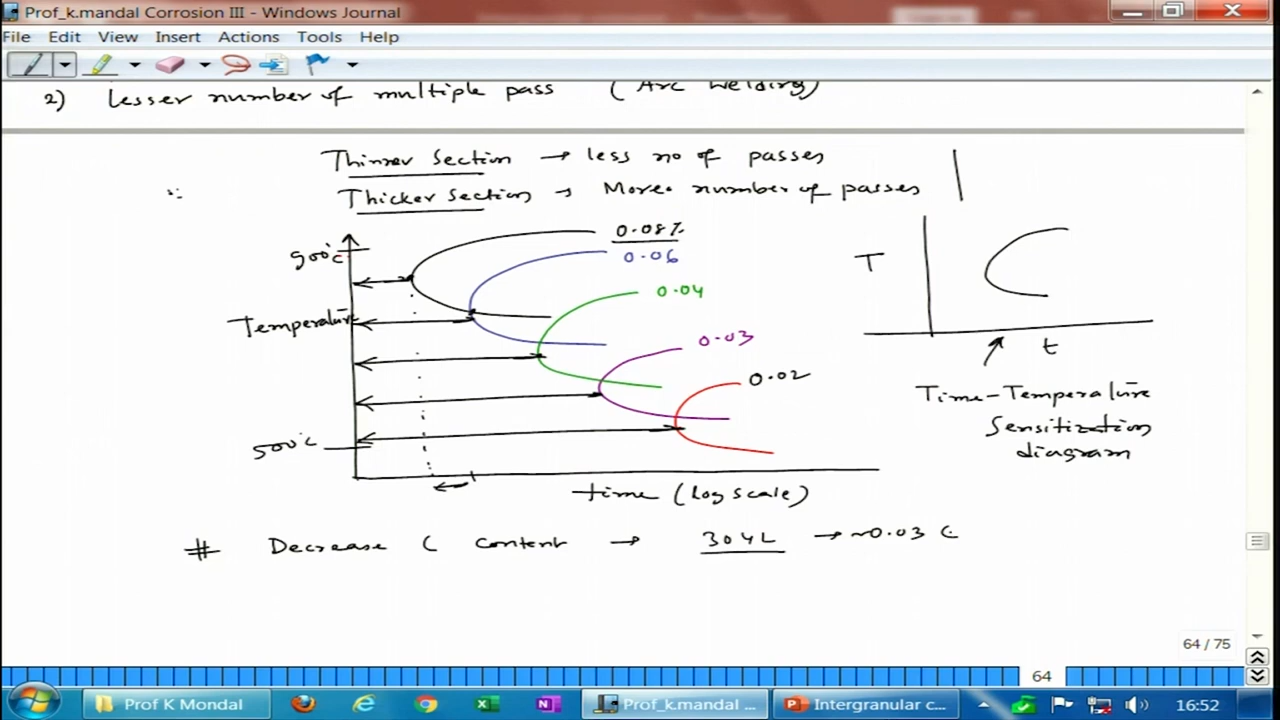 Prof_k.mandal Corrosion III - Windows Journal
File Edit View Insert Actions Tools Help
2) Lesser number of multiple pass (Arc Welding)
Thinner Section → less no of passes
∵ Thicker Section → More number of passes
0.08%
900°C
0.06
T
0.04
Temperature
0.03
t
0.02
Time-Temperature
Sensitization
diagram
500°C
time (log scale)
# Decrease C content → 304L → ~0.03 C
64 / 75
64
Prof K Mondal
Prof_k.mandal ...
Intergranular c...
16:52